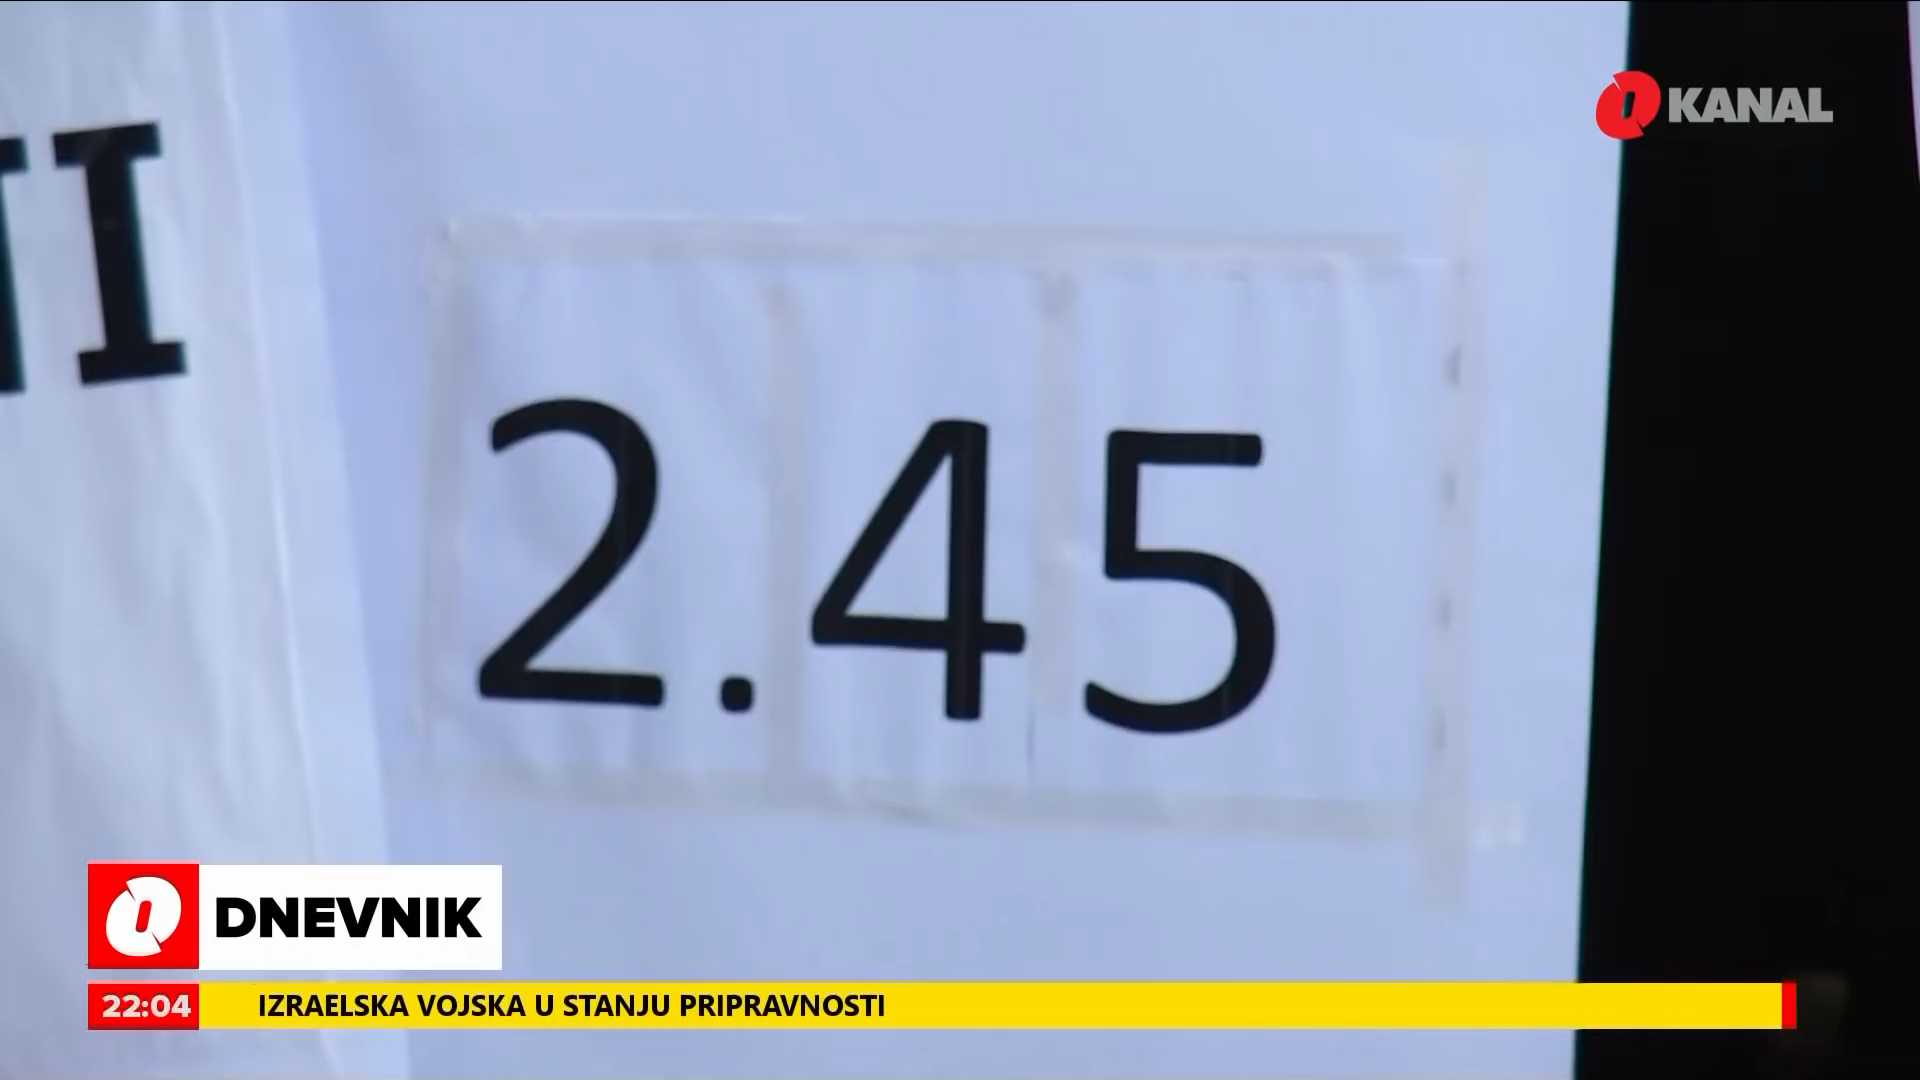 KANAL
I
2.45
DNEVNIK
22:04
IZRAELSKA VOJSKA U STANJU PRIPRAVNOSTI